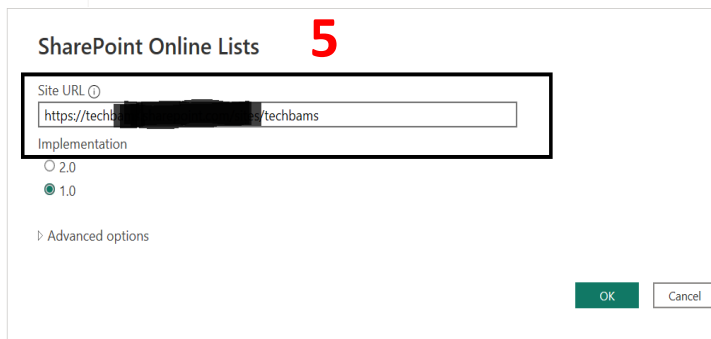 SharePoint Online Lists 5
Site URL
https://techb /techbams
Implementation
2.0
1.0
Advanced options
OK Cancel